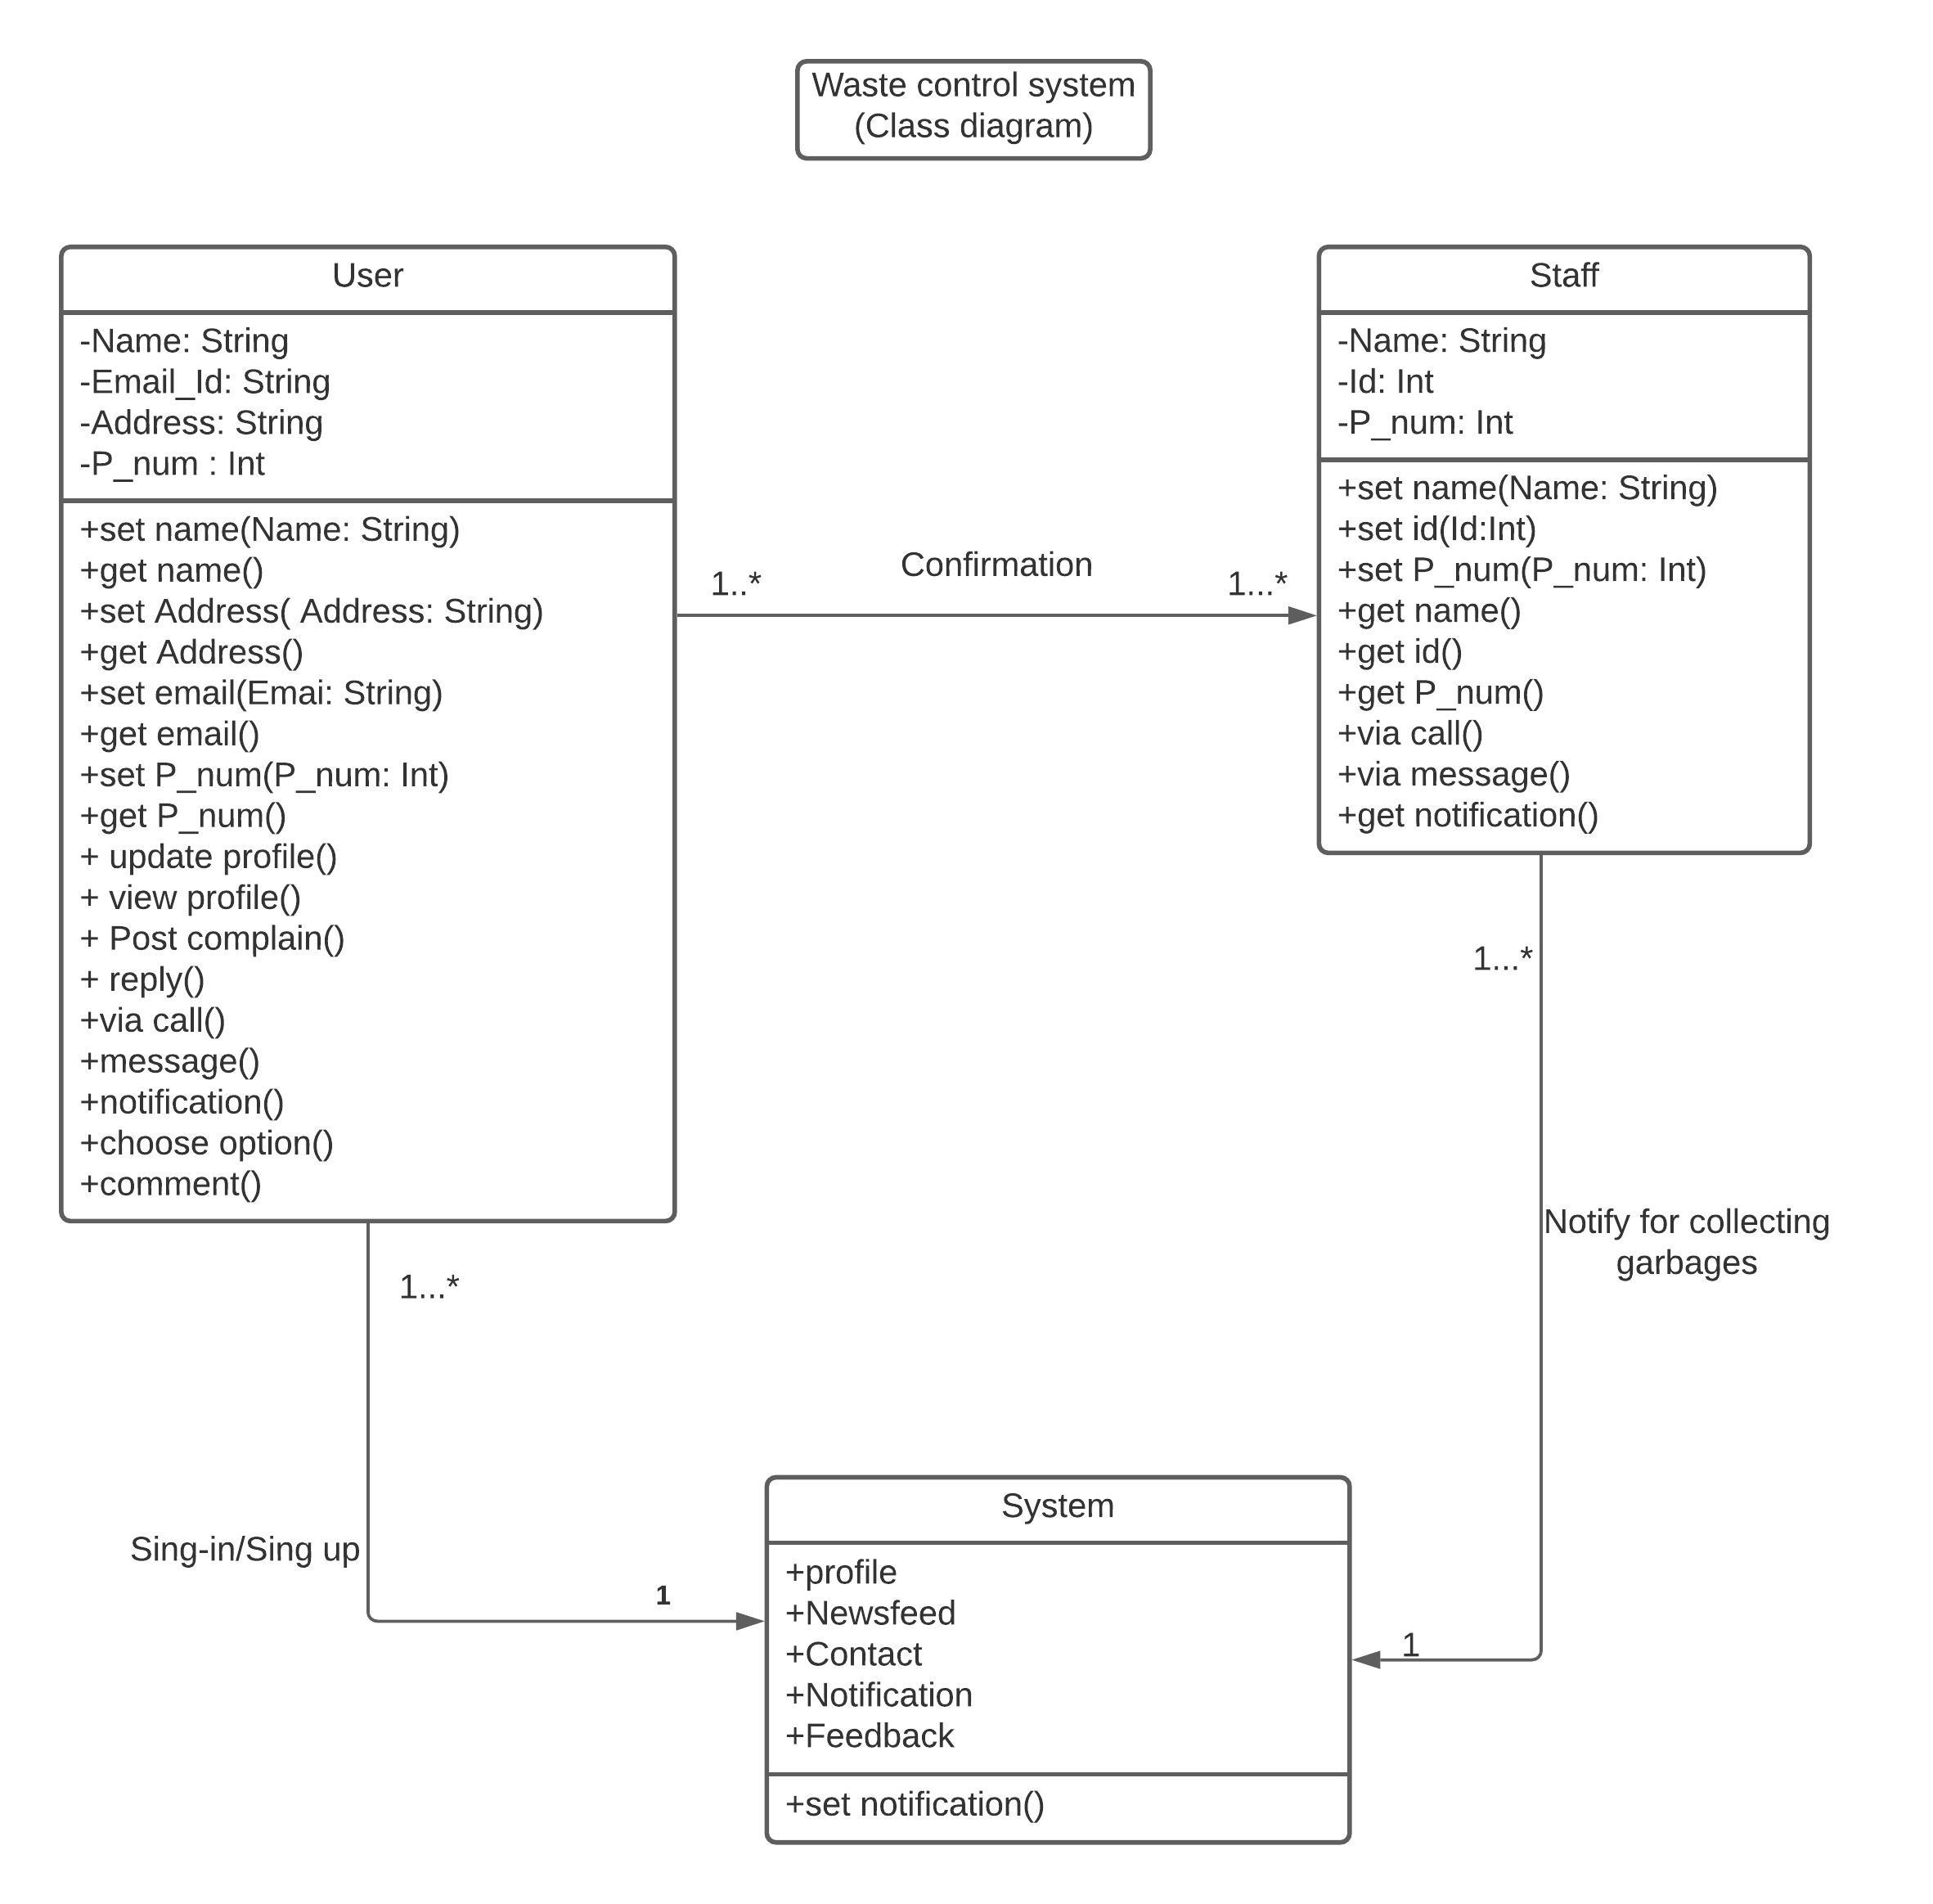 Waste control system
(Class diagram)
User
-Name: String
-Email_Id: String
-Address: String
-P_num : Int
+set name(Name: String)
+get name()
+set Address( Address: String)
+get Address()
+set email(Emai: String)
+get email()
+set P_num(P_num: Int)
+get P_num()
+ update profile()
+ view profile()
+ Post complain()
+ reply()
+via call()
+message()
+notification()
+choose option()
+comment()
Confirmation
1..*
1...*
Staff
-Name: String
-Id: Int
-P_num: Int
+set name(Name: String)
+set id(Id:Int)
+set P_num(P_num: Int)
+get name()
+get id()
+get P_num()
+via call()
+via message()
+get notification()
1...*
Notify for collecting
garbages
1...*
Sing-in/Sing up
1
1
System
+profile
+Newsfeed
+Contact
+Notification
+Feedback
+set notification()